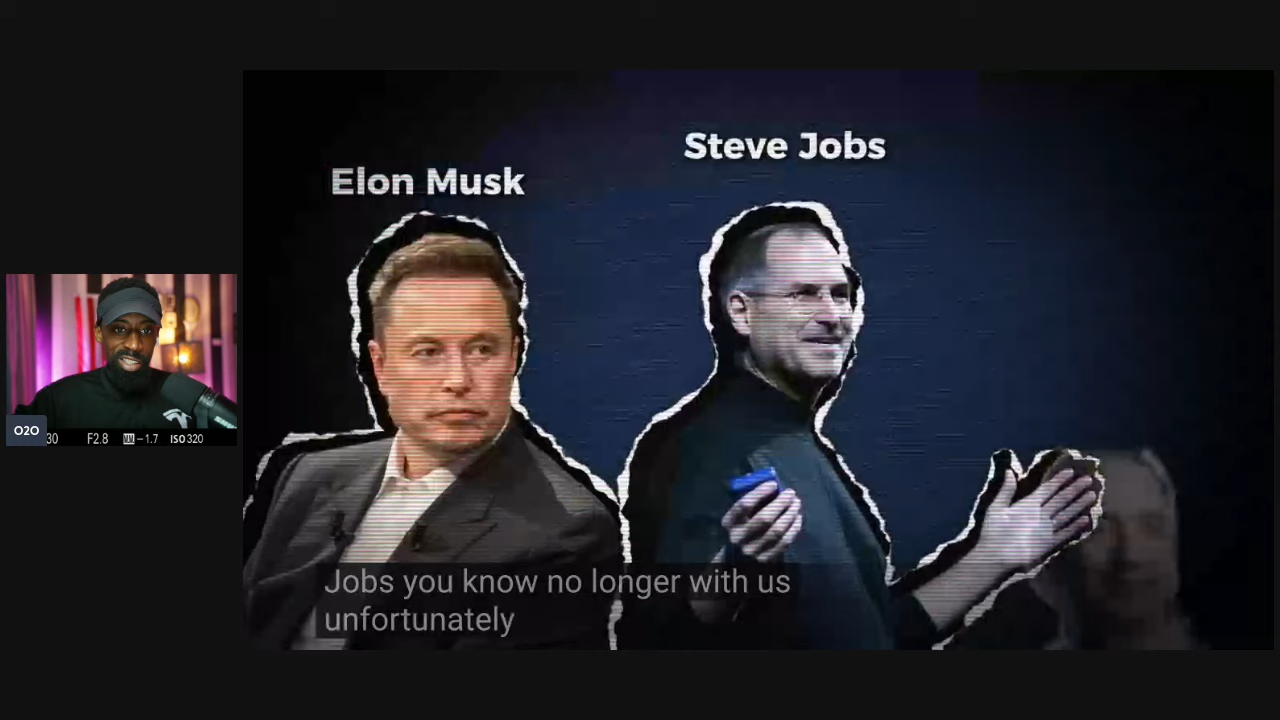 Elon Musk
Steve Jobs
O2O
30 F2.8 – 1.7 ISO 320
Jobs you know no longer with us
unfortunately